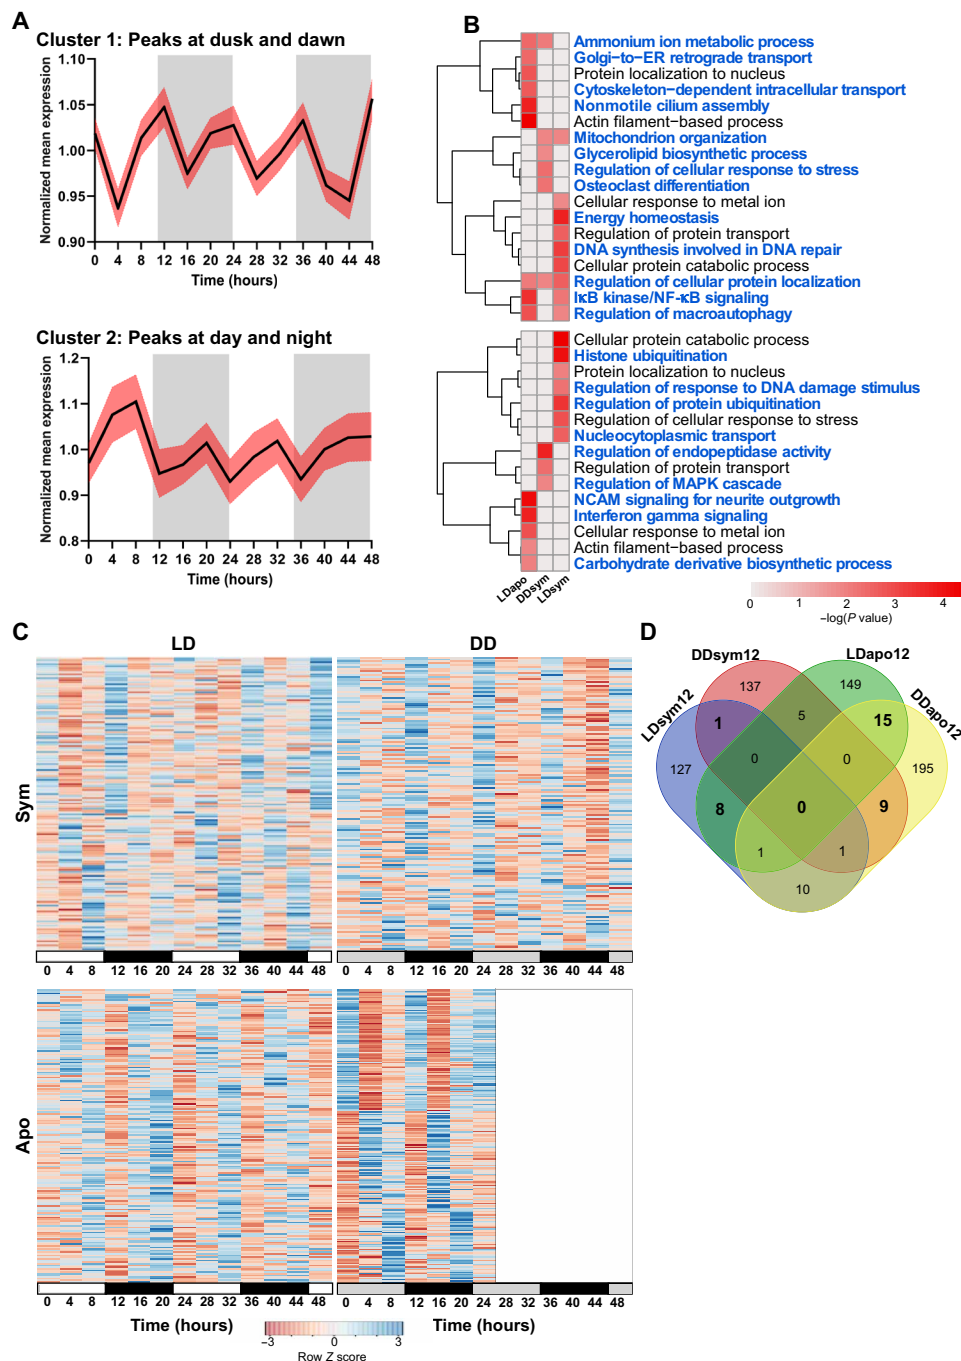 A
Cluster 1: Peaks at dusk and dawn
Normalized mean expression
1.10
1.05
1.00
0.95
0.90
0 4 8 12 16 20 24 28 32 36 40 44 48
Time (hours)
Cluster 2: Peaks at day and night
Normalized mean expression
1.2
1.1
1.0
0.9
0.8
0 4 8 12 16 20 24 28 32 36 40 44 48
Time (hours)
B
Ammonium ion metabolic process
Golgi−to−ER retrograde transport
Protein localization to nucleus
Cytoskeleton−dependent intracellular transport
Nonmotile cilium assembly
Actin filament−based process
Mitochondrion organization
Glycerolipid biosynthetic process
Regulation of cellular response to stress
Osteoclast differentiation
Cellular response to metal ion
Energy homeostasis
Regulation of protein transport
DNA synthesis involved in DNA repair
Cellular protein catabolic process
Regulation of cellular protein localization
IκB kinase/NF-κB signaling
Regulation of macroautophagy
Cellular protein catabolic process
Histone ubiquitination
Protein localization to nucleus
Regulation of response to DNA damage stimulus
Regulation of protein ubiquitination
Regulation of cellular response to stress
Nucleocytoplasmic transport
Regulation of endopeptidase activity
Regulation of protein transport
Regulation of MAPK cascade
NCAM signaling for neurite outgrowth
Interferon gamma signaling
Cellular response to metal ion
Actin filament−based process
Carbohydrate derivative biosynthetic process
LDapo DDsym LDsym
0 1 2 3 4
−log(P value)
C
LD DD
Sym
0 4 8 12 16 20 24 28 32 36 40 44 48
0 4 8 12 16 20 24 28 32 36 40 44 48
Apo
0 4 8 12 16 20 24 28 32 36 40 44 48
0 4 8 12 16 20 24 28 32 36 40 44 48
Time (hours)
Time (hours)
−3 0 3
Row Z score
D
DDsym12 LDapo12
LDsym12 DDapo12
137 149
1 5 15
127 0 0 195
8 0 9
1 1
10